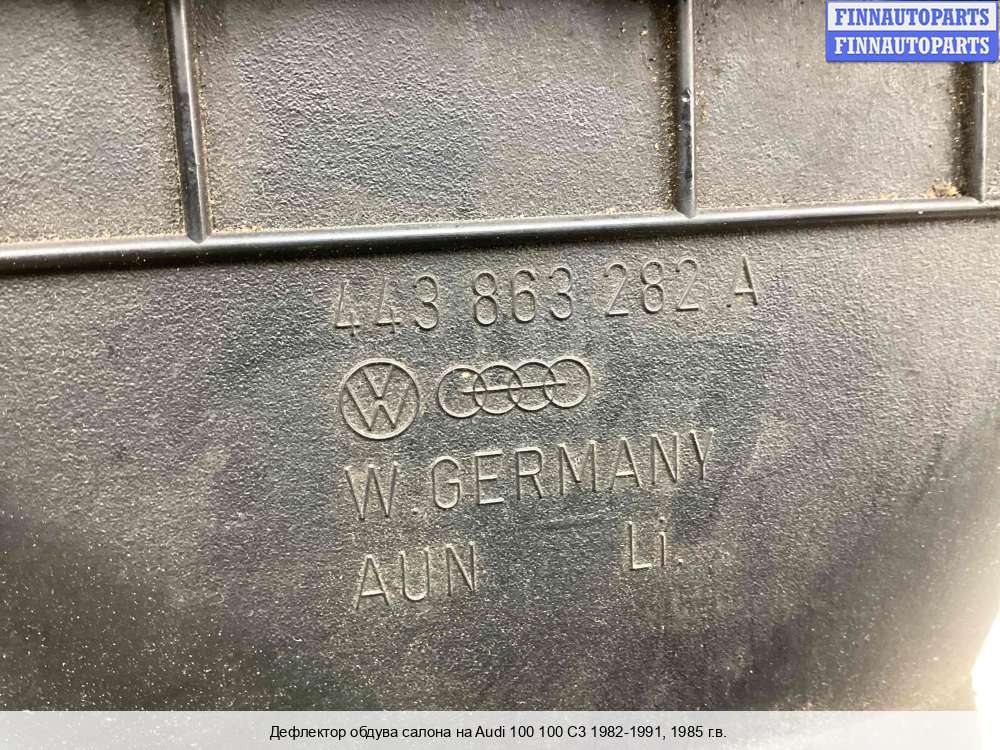 FINNAUTOPARTS
FINNAUTOPARTS
443 863 282 A
W.GERMANY
AUN Li.
Дефлектор обдува салона на Audi 100 100 C3 1982-1991, 1985 г.в.